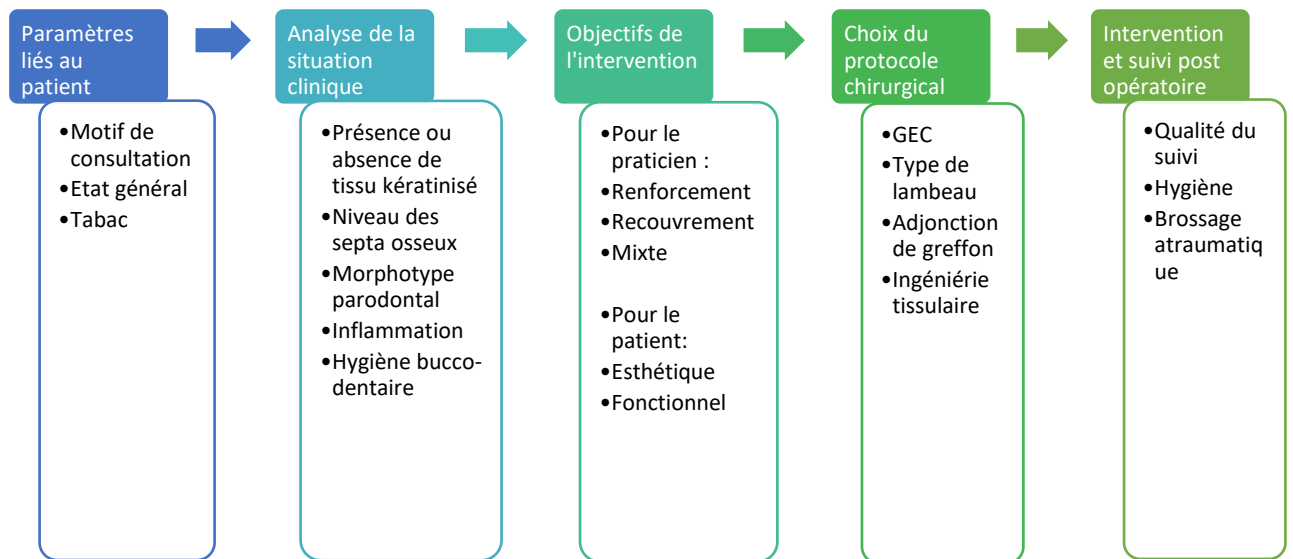 Paramètres
liés au
patient
•Motif de
consultation
•Etat général
•Tabac
Analyse de la
situation
clinique
•Présence ou
absence de
tissu kératinisé
•Niveau des
septa osseux
•Morphotype
parodontal
•Inflammation
•Hygiène bucco-
dentaire
Objectifs de
l'intervention
•Pour le
praticien :
•Renforcement
•Recouvrement
•Mixte
•Pour le
patient:
•Esthétique
•Fonctionnel
Choix du
protocole
chirurgical
•GEC
•Type de
lambeau
•Adjonction
de greffon
•Ingéniérie
tissulaire
Intervention
et suivi post
opératoire
•Qualité du
suivi
•Hygiène
•Brossage
atraumatiq
ue